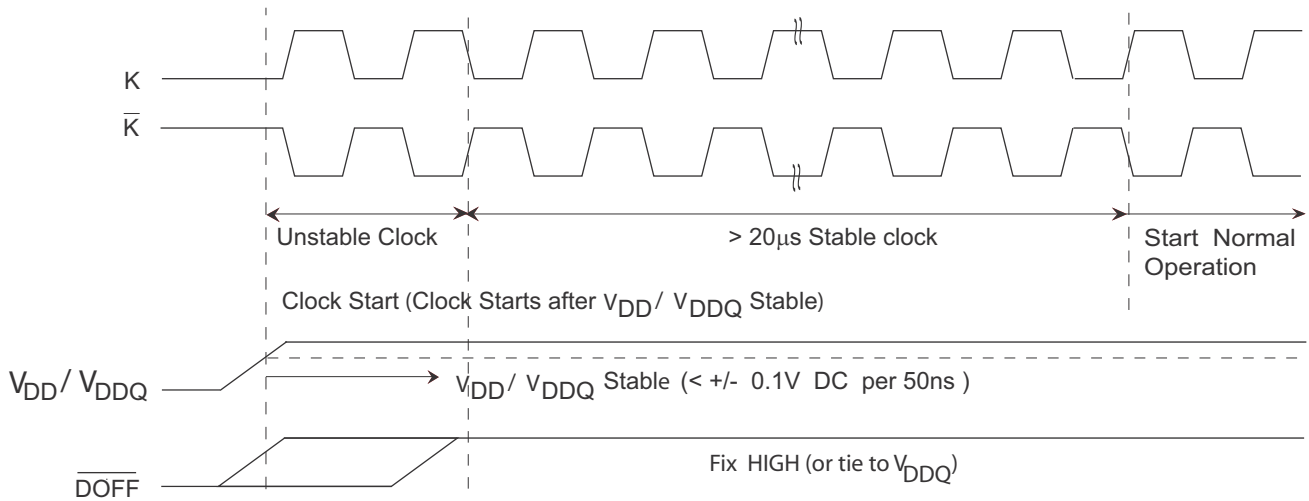 K
K̅
Unstable Clock
> 20μs Stable clock
Start Normal
Operation
Clock Start (Clock Starts after VDD / VDDQ Stable)
VDD / VDDQ
VDD / VDDQ Stable (< +/- 0.1V DC per 50ns )
D̅O̅F̅F̅
Fix HIGH (or tie to VDDQ)